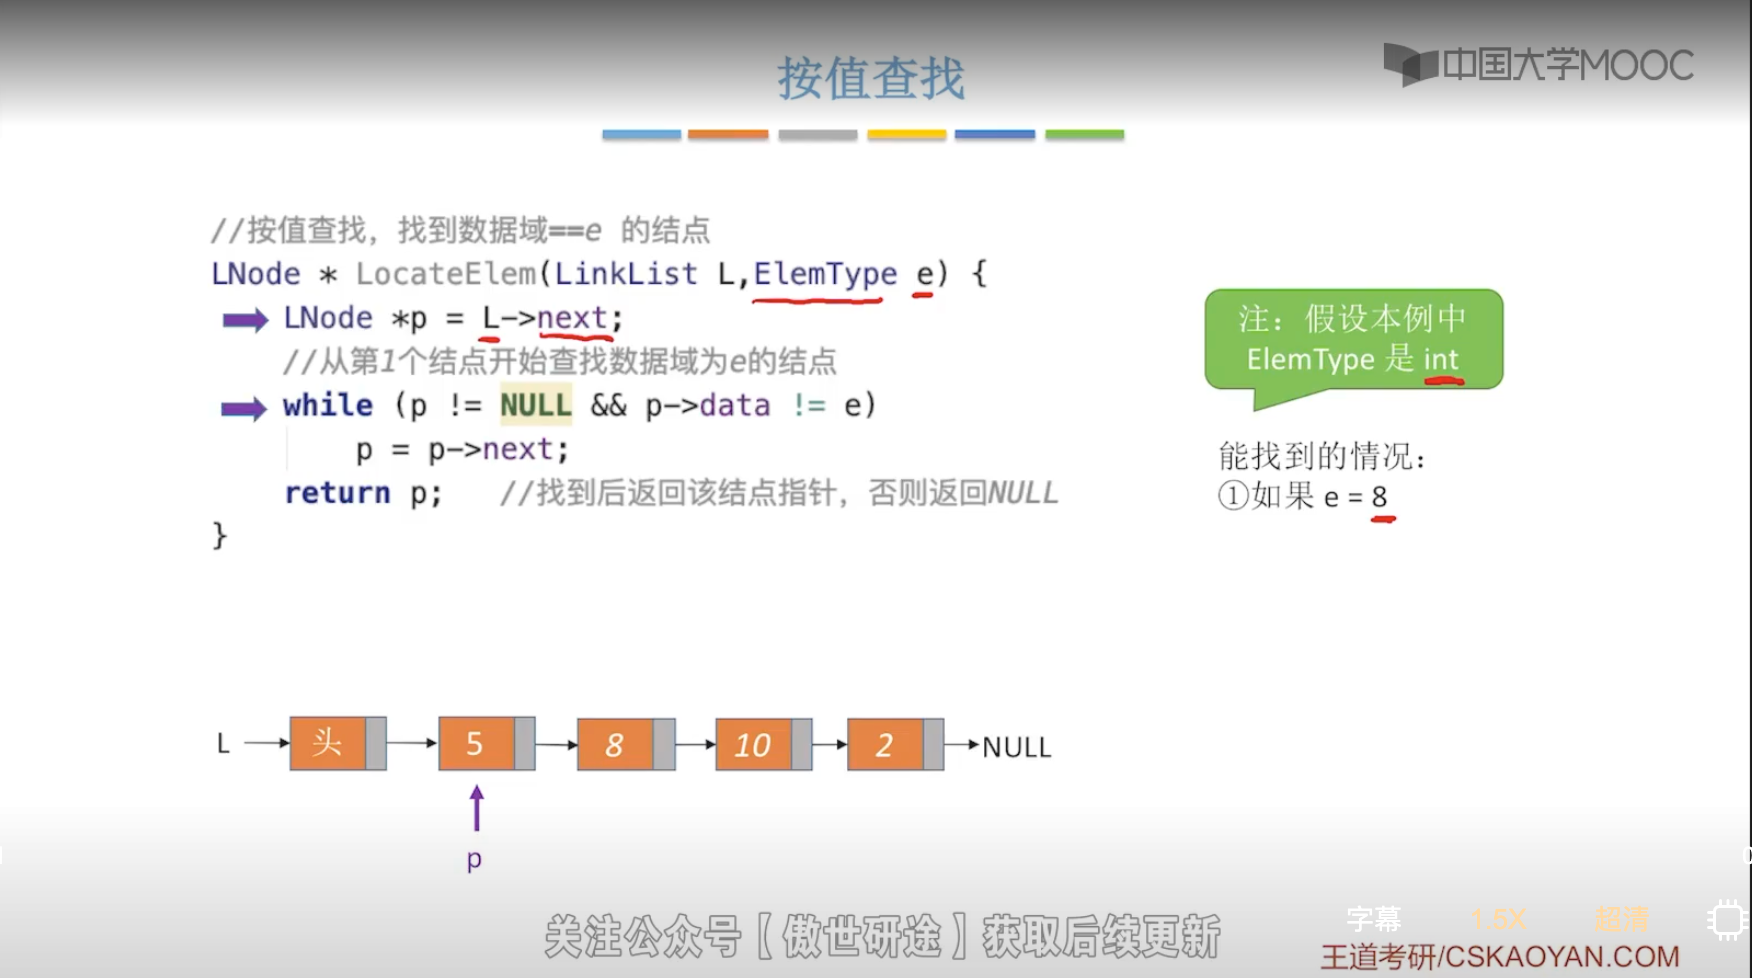 中国大学MOOC
按值查找
//按值查找，找到数据域==e 的结点
LNode * LocateElem(LinkList L,ElemType e) {
LNode *p = L->next;
//从第1个结点开始查找数据域为e的结点
while (p != NULL && p->data != e)
p = p->next;
return p; //找到后返回该结点指针，否则返回NULL
}
注：假设本例中
ElemType 是 int
能找到的情况：
①如果 e = 8
L 头 5 8 10 2 NULL
p
关注公众号【傲世研途】获取后续更新
字幕 1.5X 超清
王道考研/CSKAOYAN.COM